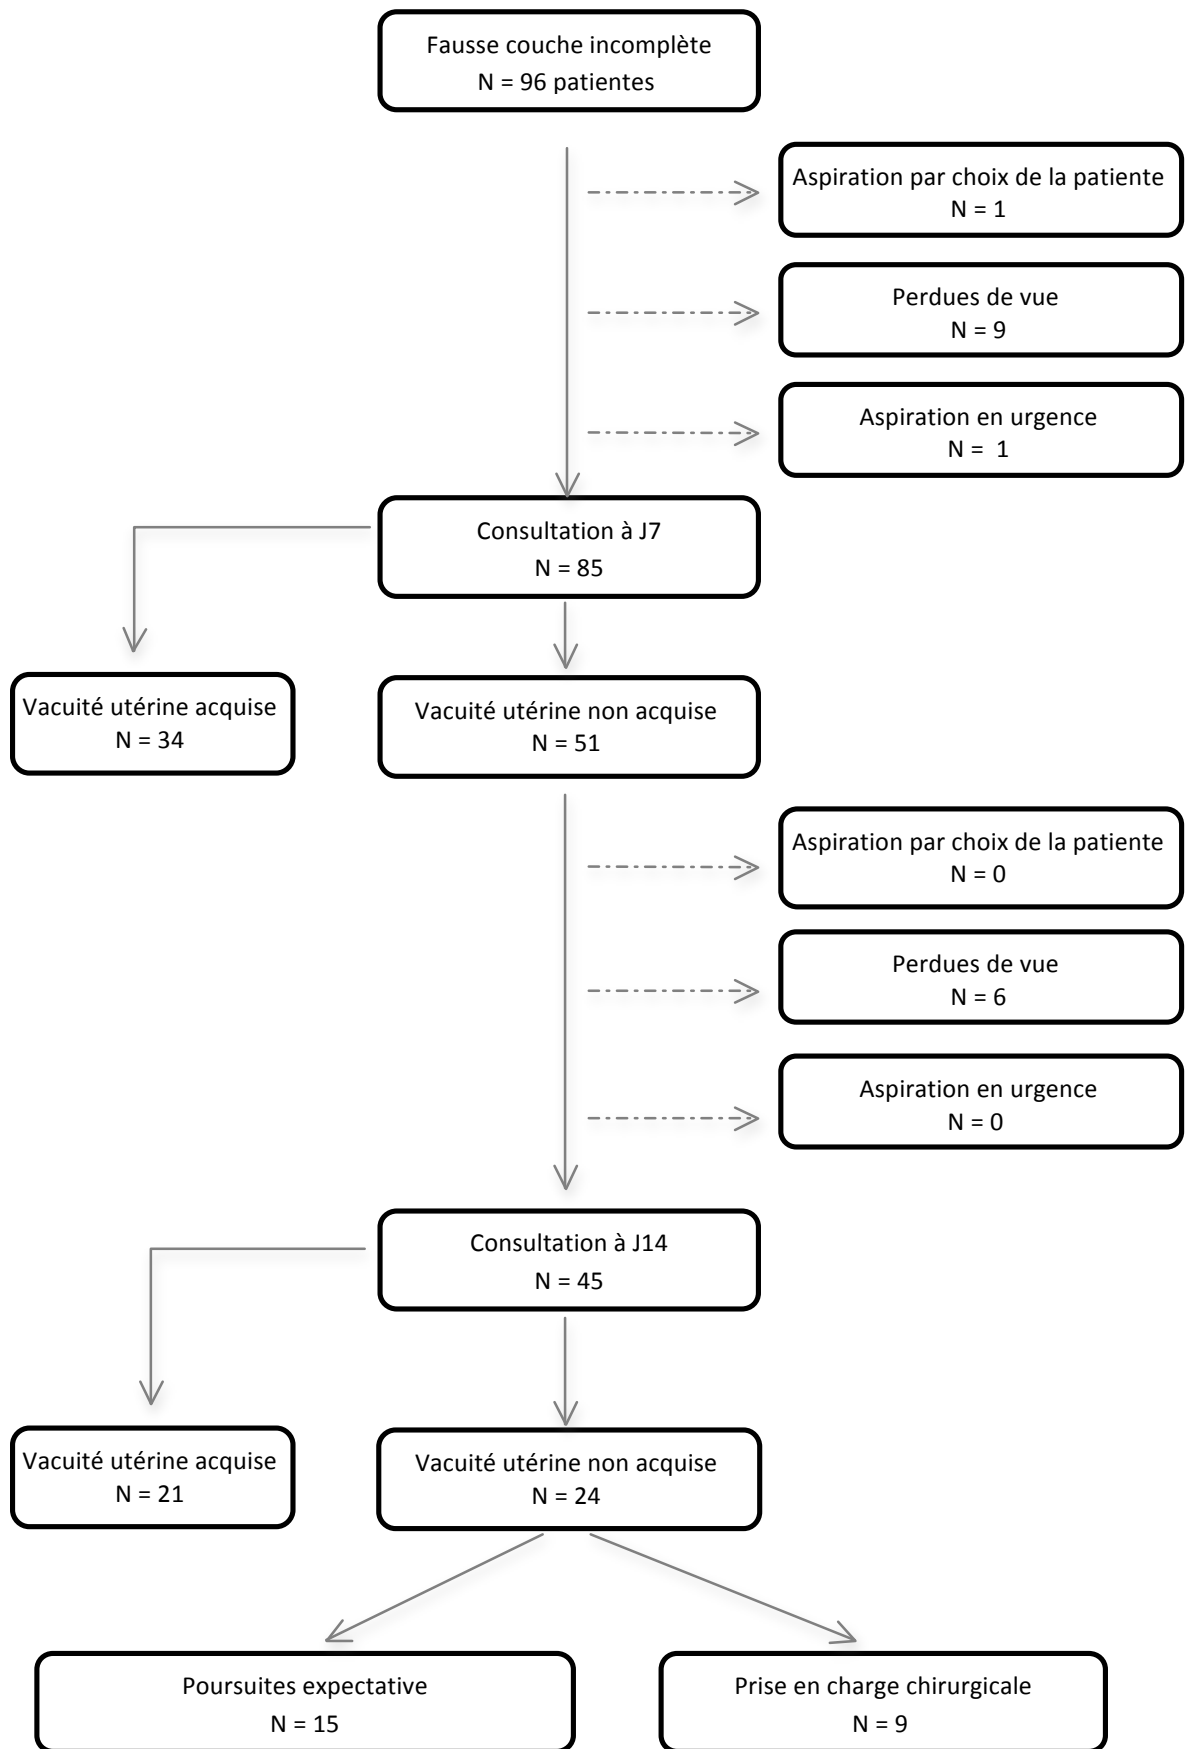 Fausse couche incomplète
N = 96 patientes
Aspiration par choix de la patiente
N = 1
Perdues de vue
N = 9
Aspiration en urgence
N = 1
Consultation à J7
N = 85
Vacuité utérine acquise
N = 34
Vacuité utérine non acquise
N = 51
Aspiration par choix de la patiente
N = 0
Perdues de vue
N = 6
Aspiration en urgence
N = 0
Consultation à J14
N = 45
Vacuité utérine acquise
N = 21
Vacuité utérine non acquise
N = 24
Poursuites expectative
N = 15
Prise en charge chirurgicale
N = 9